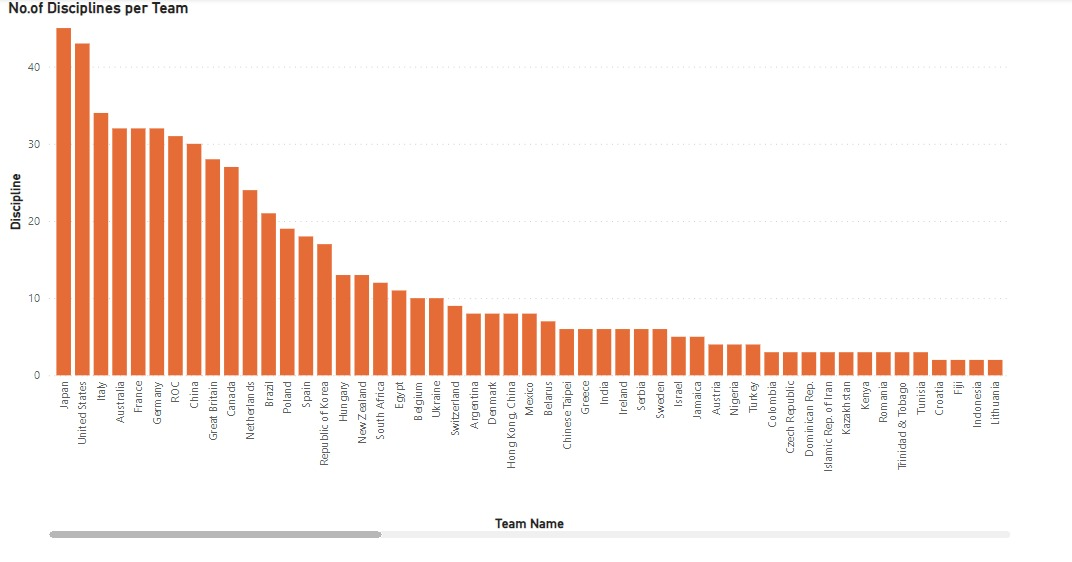 No.of Disciplines per Team
Discipline
40
30
20
10
0
Japan
United States
Italy
Australia
France
Germany
ROC
China
Great Britain
Canada
Netherlands
Brazil
Poland
Spain
Republic of Korea
Hungary
New Zealand
South Africa
Egypt
Belgium
Ukraine
Switzerland
Argentina
Denmark
Hong Kong, China
Mexico
Belarus
Chinese Taipei
Greece
India
Ireland
Serbia
Sweden
Israel
Jamaica
Austria
Nigeria
Turkey
Colombia
Czech Republic
Dominican Rep.
Islamic Rep. of Iran
Kazakhstan
Kenya
Romania
Trinidad & Tobago
Tunisia
Croatia
Fiji
Indonesia
Lithuania
Team Name